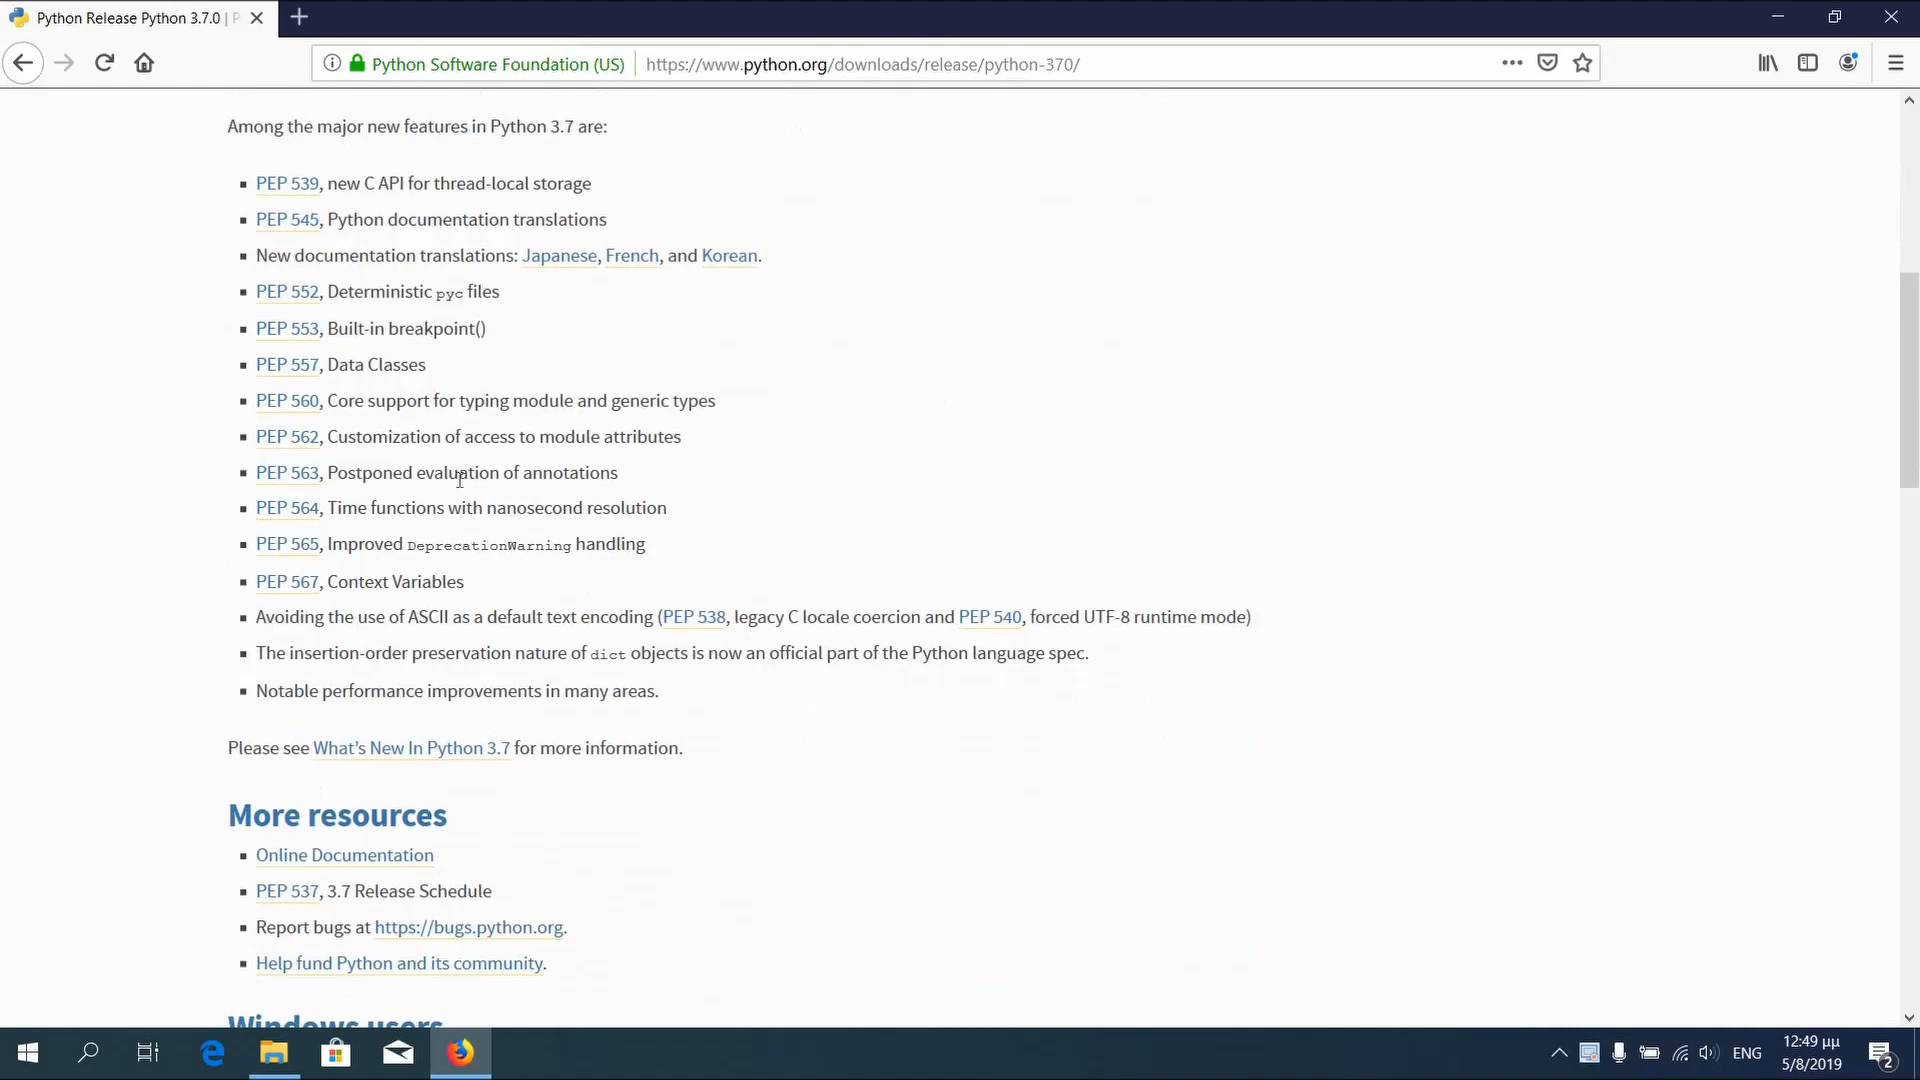 Python Release Python 3.7.0 | P
Python Software Foundation (US)
https://www.python.org/downloads/release/python-370/
Among the major new features in Python 3.7 are:
PEP 539, new C API for thread-local storage
PEP 545, Python documentation translations
New documentation translations: Japanese, French, and Korean.
PEP 552, Deterministic pyc files
PEP 553, Built-in breakpoint()
PEP 557, Data Classes
PEP 560, Core support for typing module and generic types
PEP 562, Customization of access to module attributes
PEP 563, Postponed evaluation of annotations
PEP 564, Time functions with nanosecond resolution
PEP 565, Improved DeprecationWarning handling
PEP 567, Context Variables
Avoiding the use of ASCII as a default text encoding (PEP 538, legacy C locale coercion and PEP 540, forced UTF-8 runtime mode)
The insertion-order preservation nature of dict objects is now an official part of the Python language spec.
Notable performance improvements in many areas.
Please see What’s New In Python 3.7 for more information.
More resources
Online Documentation
PEP 537, 3.7 Release Schedule
Report bugs at https://bugs.python.org.
Help fund Python and its community.
Windows users
ENG
12:49 μμ
5/8/2019
2